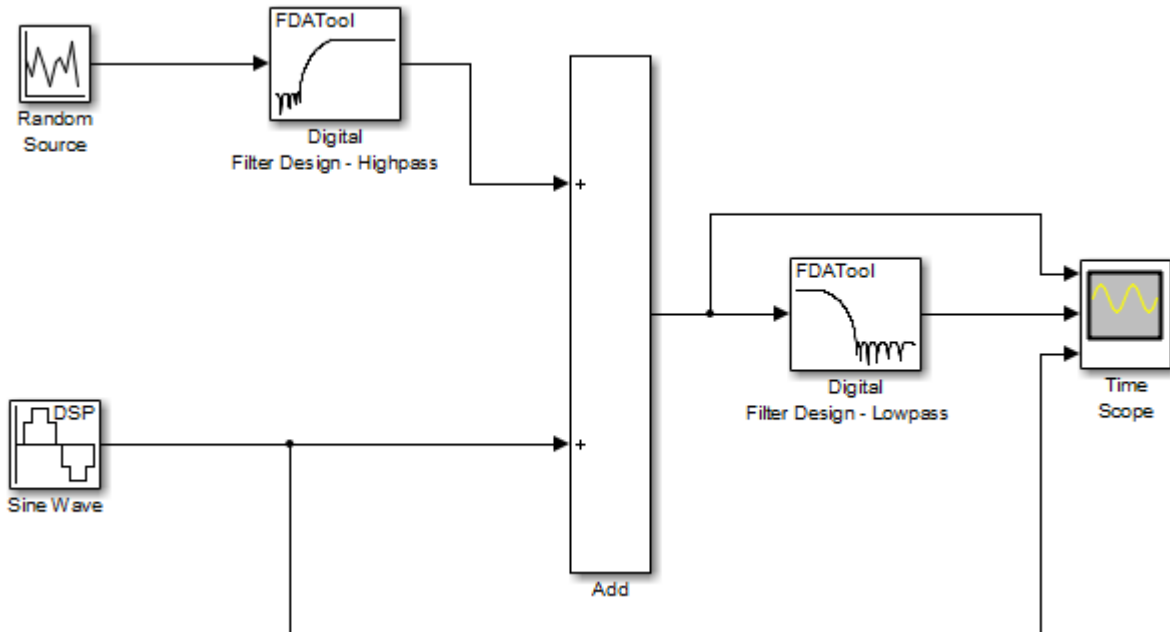 FDATool
Random
Source
Digital
Filter Design - Highpass
+
FDATool
Digital
Filter Design - Lowpass
Time
Scope
DSP
Sine Wave
+
Add